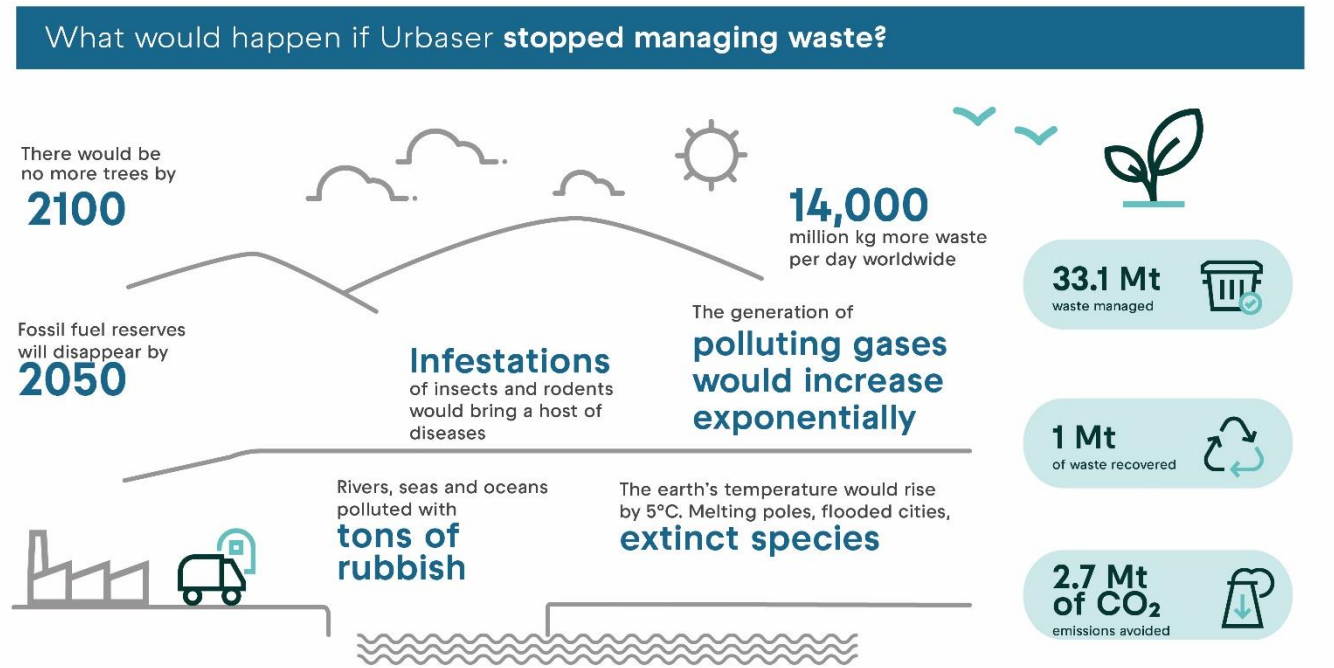 What would happen if Urbaser stopped managing waste?
There would be
no more trees by
2100
14,000
million kg more waste
per day worldwide
Fossil fuel reserves
will disappear by
2050
Infestations
of insects and rodents
would bring a host of
diseases
The generation of
polluting gases
would increase
exponentially
Rivers, seas and oceans
polluted with
tons of
rubbish
The earth's temperature would rise
by 5°C. Melting poles, flooded cities,
extinct species
33.1 Mt
waste managed
1 Mt
of waste recovered
2.7 Mt
of CO₂
emissions avoided